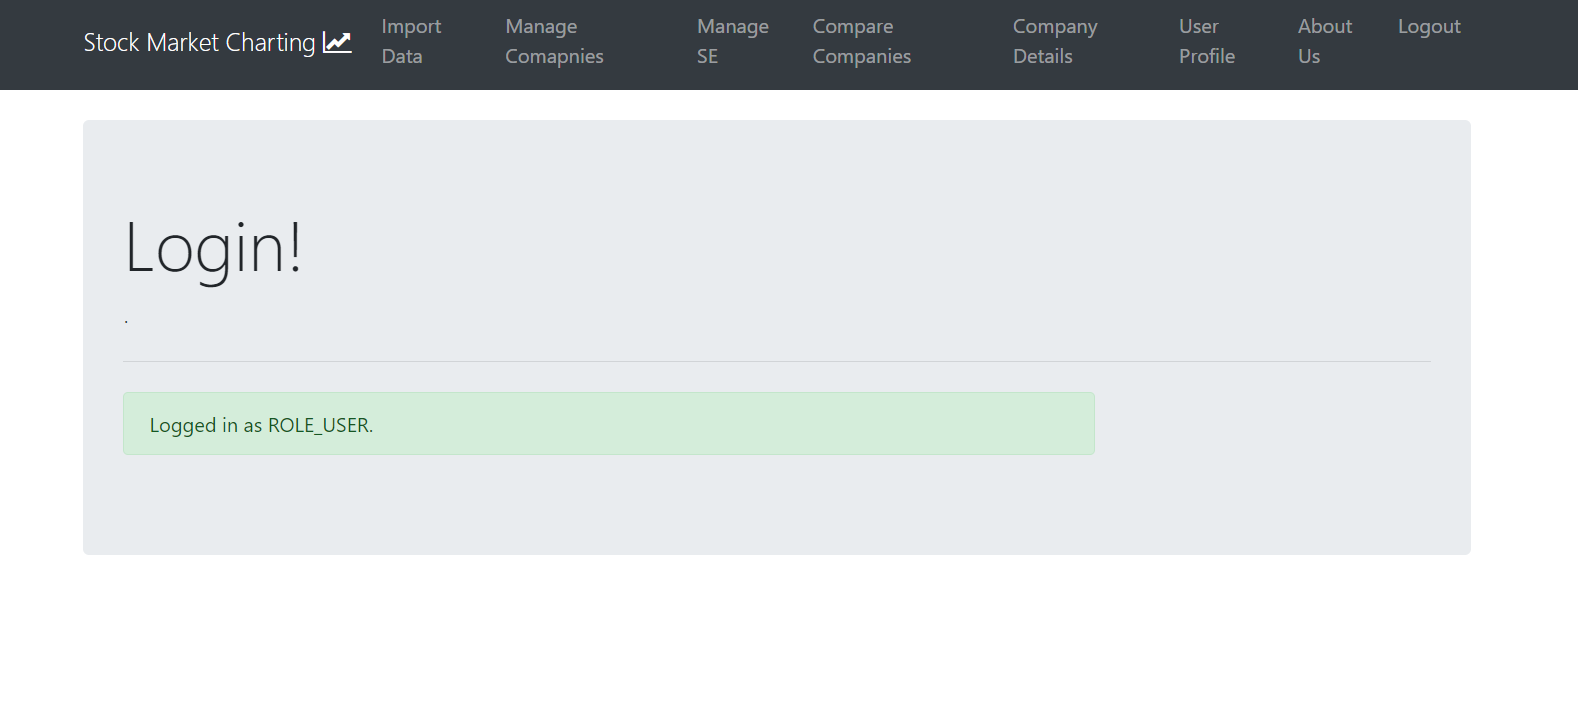 Stock Market Charting
Import Data
Manage Comapnies
Manage SE
Compare Companies
Company Details
User Profile
About Us
Logout
Login!
.
Logged in as ROLE_USER.